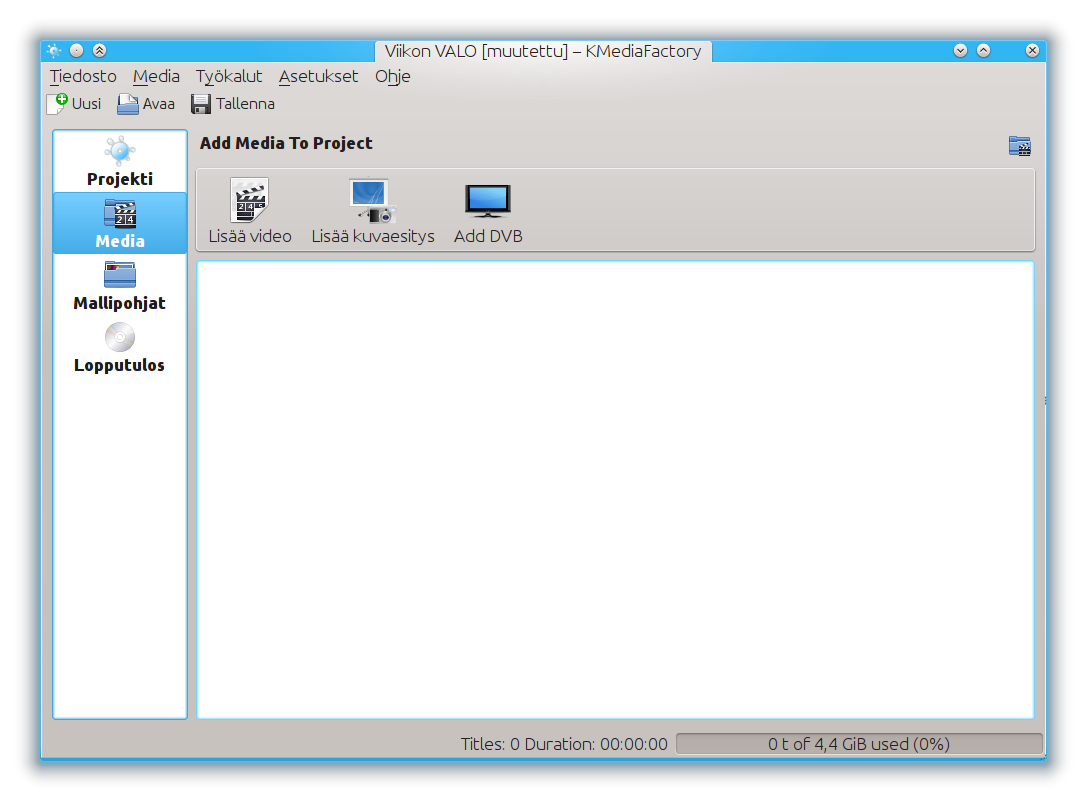 Viikon VALO [muutettu] – KMediaFactory
Tiedosto Media Työkalut Asetukset Ohje
Uusi Avaa Tallenna
Add Media To Project
Projekti
Media
Mallipohjat
Lopputulos
Lisää video Lisää kuvaesitys Add DVB
Titles: 0 Duration: 00:00:00 0 t of 4,4 GiB used (0%)